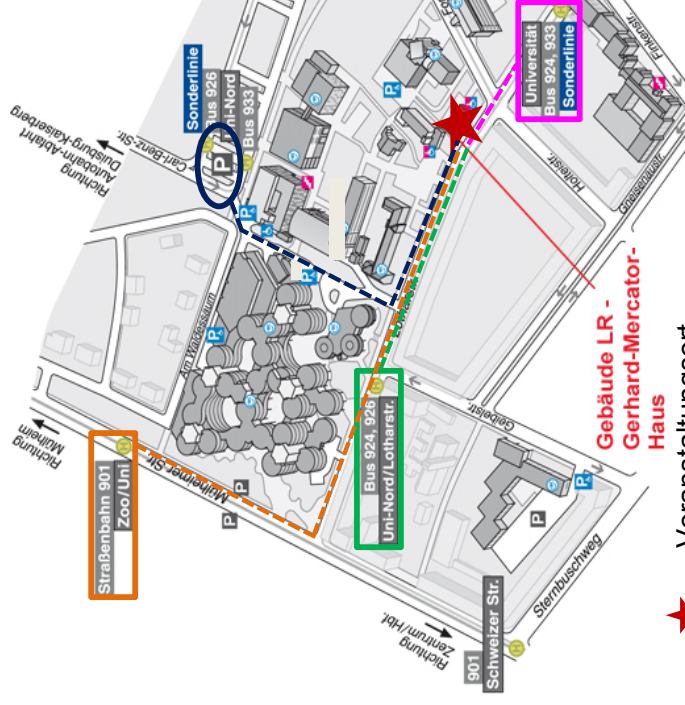 Richtung
Autobahn-Abfahrt
Duisburg-Kaiserberg
Carl-Benz-Str.
Sonderlinie
Bus 926
Uni-Nord
Bus 933
P
Universität
Bus 924, 933
Sonderlinie
Finkenstr.
Holteistr.
Gneisenaustr.
Richtung
Mülheim
Straßenbahn 901
Zoo/Uni
Mülheimer Str.
Am Waldessaum
P
P
P
P
P
P
Bus 924, 926
Uni-Nord/Lotharstr.
Lotharstr.
Geibelstr.
P
P
Gebäude LR -
Gerhard-Mercator-
Haus
Richtung
Zentrum/Hbf.
901
Schweizer Str.
Sternbuschweg
Veranstaltungsort